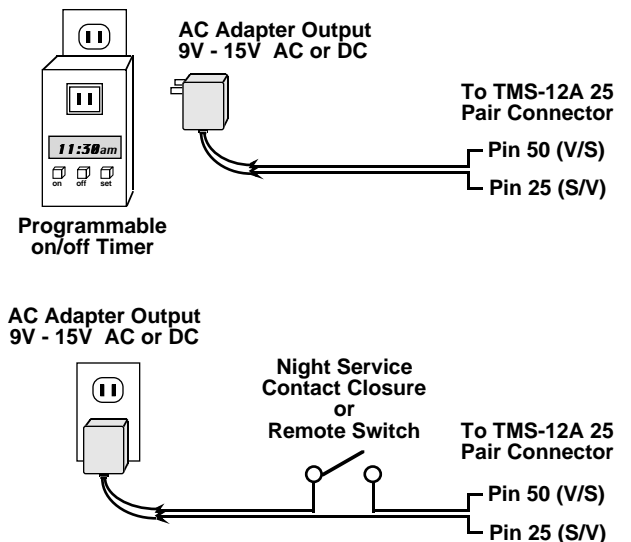 AC Adapter Output
9V - 15V AC or DC
11:30am
on off set
Programmable
on/off Timer
To TMS-12A 25
Pair Connector
Pin 50 (V/S)
Pin 25 (S/V)
AC Adapter Output
9V - 15V AC or DC
Night Service
Contact Closure
or
Remote Switch
To TMS-12A 25
Pair Connector
Pin 50 (V/S)
Pin 25 (S/V)